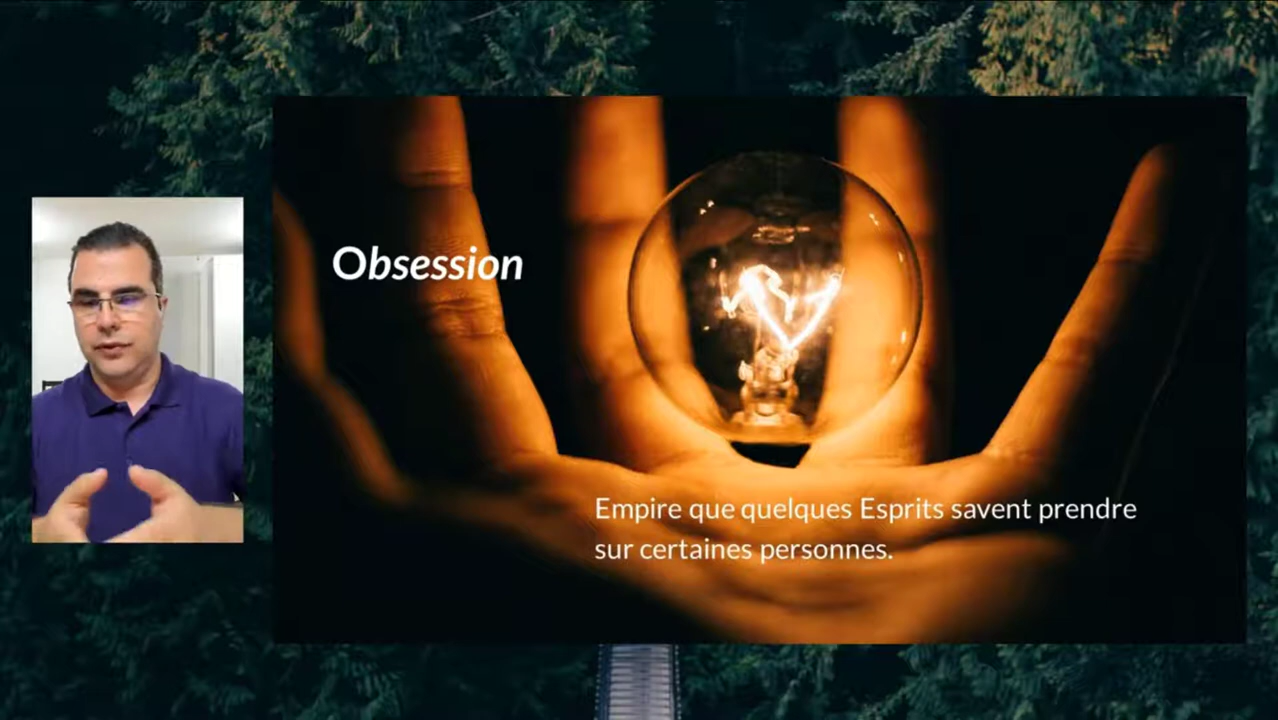 Obsession
Empire que quelques Esprits savent prendre
sur certaines personnes.